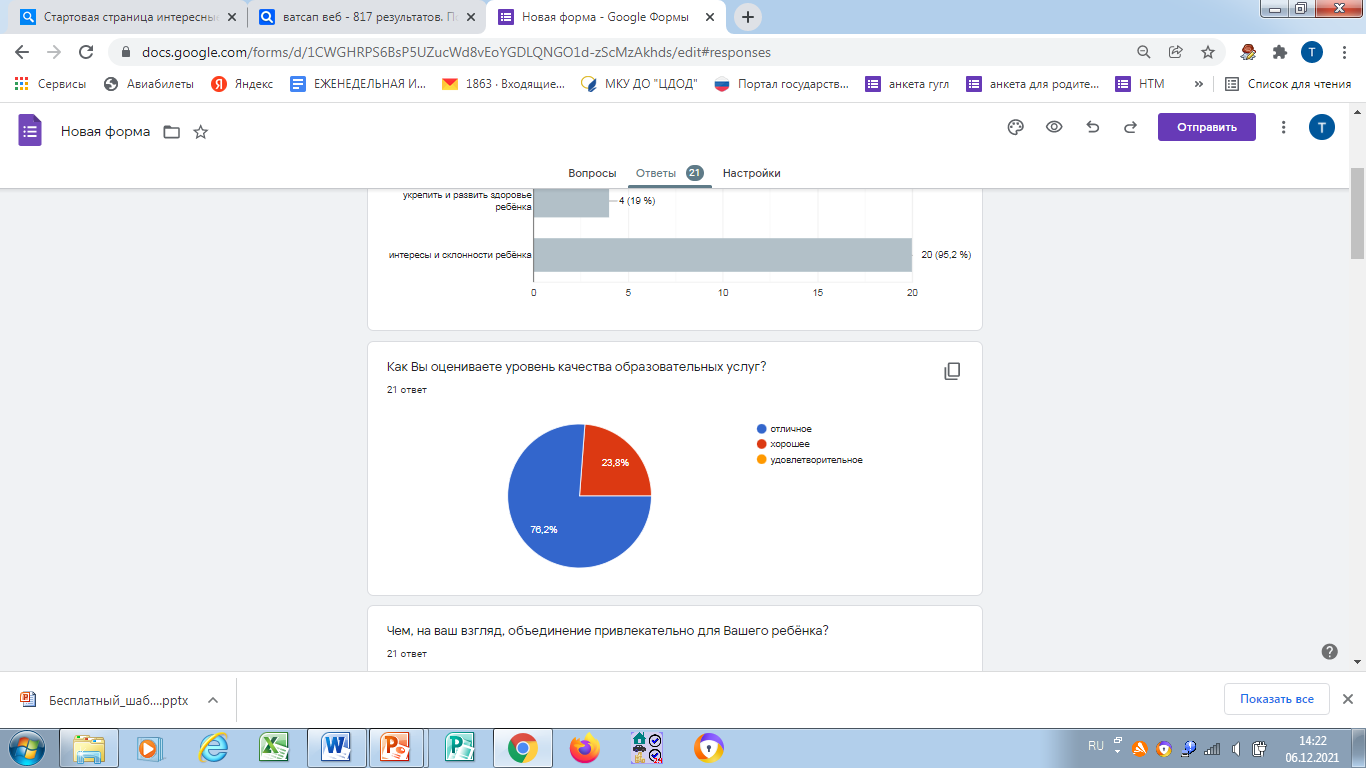 Стартовая страница интересны
ватсап веб - 817 результатов. П
Новая форма - Google Формы
docs.google.com/forms/d/1CWGHRPS6BsP5UZucWd8vEoYGDLQNGO1d-zScMzAkhds/edit#responses
T
Сервисы
Авиабилеты
Яндекс
ЕЖЕНЕДЕЛЬНАЯ И...
1863 · Входящие...
МКУ ДО "ЦДОД"
Портал государств...
анкета гугл
анкета для родите...
НТМ
»
Список для чтения
Новая форма
Отправить
T
Вопросы
Ответы 21
Настройки
укрепить и развить здоровье
ребёнка
4 (19 %)
интересы и склонности ребёнка
20 (95,2 %)
0 5 10 15 20
Как Вы оцениваете уровень качества образовательных услуг?
21 ответ
23,8%
76,2%
отличное
хорошее
удовлетворительное
Чем, на ваш взгляд, объединение привлекательно для Вашего ребёнка?
21 ответ
Бесплатный_шаб....pptx
Показать все
RU
14:22
06.12.2021